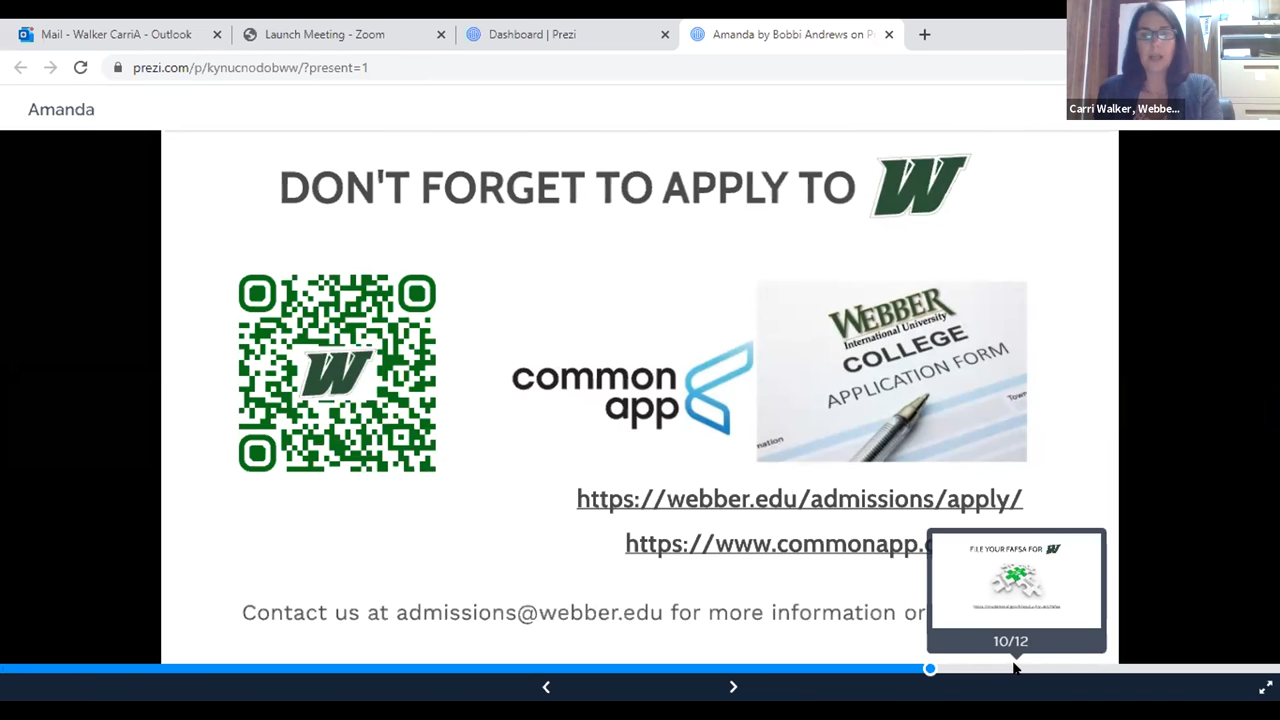 Mail - Walker CarriA - Outlook
Launch Meeting - Zoom
Dashboard | Prezi
Amanda by Bobbi Andrews on P
prezi.com/p/kynucnodobww/?present=1
Carri Walker, Webbe...
Amanda
DON'T FORGET TO APPLY TO W
W
common
app
WEBBER
International University
COLLEGE
APPLICATION FORM
Town
mation
https://webber.edu/admissions/apply/
https://www.commonapp.
FILE YOUR FAFSA FOR W
Contact us at admissions@webber.edu for more information or
10/12